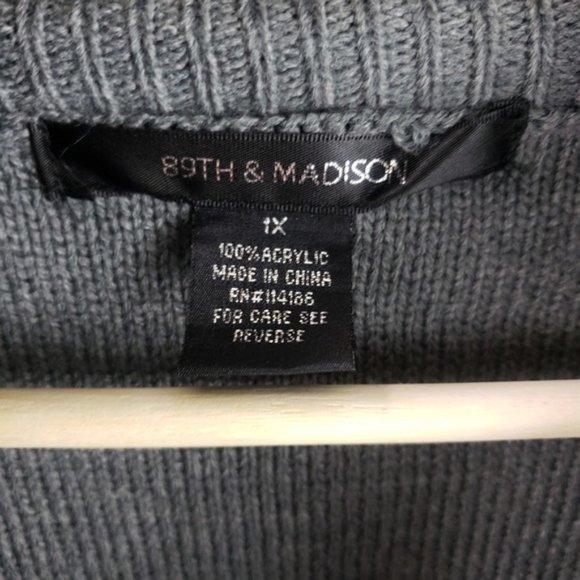 89TH & MADISON
1X
100% ACRYLIC
MADE IN CHINA
RN#114186
FOR CARE SEE
REVERSE